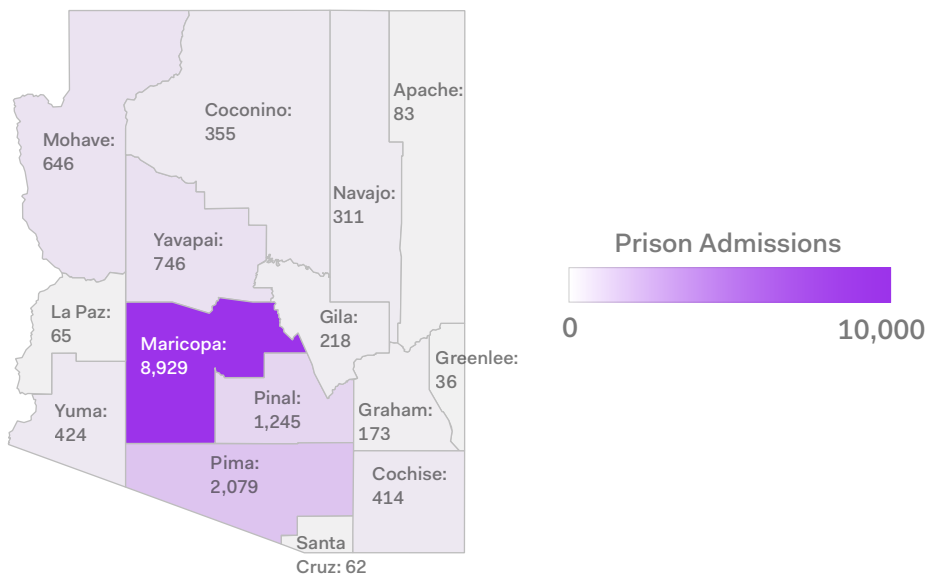 Apache:
83
Coconino:
355
Mohave:
646
Navajo:
311
Yavapai:
746
La Paz:
65
Gila:
218
Maricopa:
8,929
Greenlee:
36
Pinal:
1,245
Yuma:
424
Graham:
173
Pima:
2,079
Cochise:
414
Santa
Cruz: 62
Prison Admissions
0
10,000